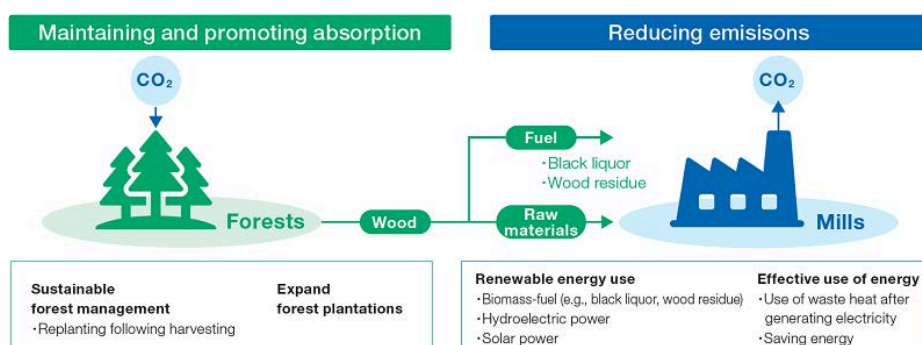 Maintaining and promoting absorption
Reducing emisisons
CO₂
CO₂
Fuel
・Black liquor
・Wood residue
Forests
Wood
Raw
materials
Mills
Sustainable
forest management
・Replanting following harvesting
Expand
forest plantations
Renewable energy use
・Biomass-fuel (e.g., black liquor, wood residue)
・Hydroelectric power
・Solar power
Effective use of energy
・Use of waste heat after
generating electricity
・Saving energy